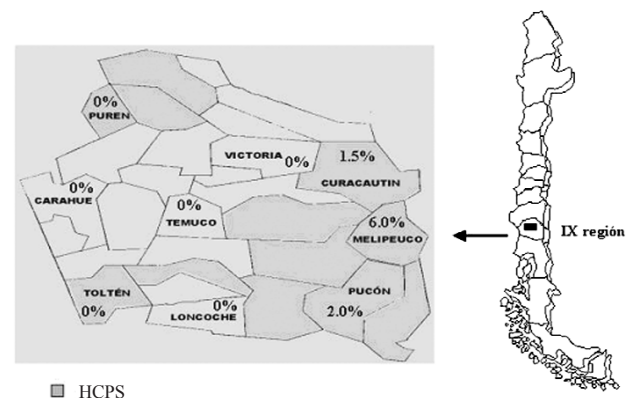 0%
PUREN
VICTORIA
0%
1.5%
CURACAUTIN
0%
CARAHUE
0%
TEMUCO
6.0%
MELIPEUCO
IX región
TOLTÉN
0%
0%
LONCOCHE
PUCÓN
2.0%
HCPS